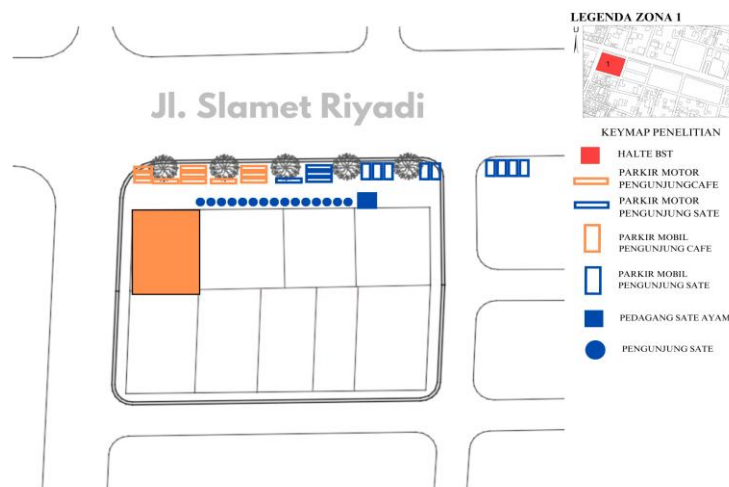 LEGENDA ZONA 1
U
1
Jl. Slamet Riyadi
KEYMAP PENELITIAN
HALTE BST
PARKIR MOTOR
PENGUNJUNGCAFE
PARKIR MOTOR
PENGUNJUNG SATE
PARKIR MOBIL
PENGUNJUNG CAFE
PARKIR MOBIL
PENGUNJUNG SATE
PEDAGANG SATE AYAM
PENGUNJUNG SATE